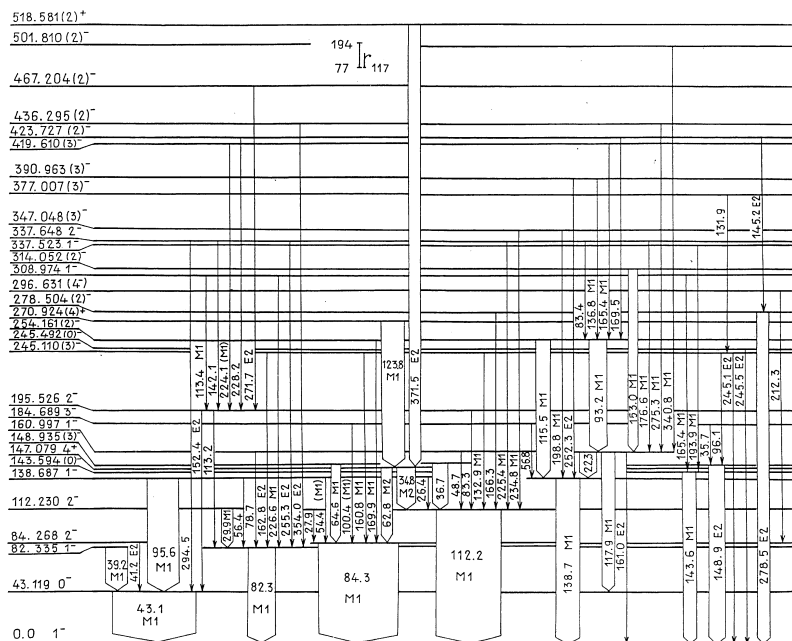 518.581(2)⁺
501.810(2)⁻
194
77 Ir 117
467.204(2)⁻
436.295(2)⁻
423.727(2)⁻
419.610(3)⁻
390.963(3)⁻
377.007(3)⁻
347.048(3)⁻
337.648 2⁻
337.523 1⁻
314.052(2)⁻
308.974 1⁻
296.631(4⁻)
278.504(2)⁻
270.924(4)⁺
254.161(2)⁻
245.492(0)⁻
245.110(3)⁻
195.526 2⁻
184.689 3⁻
160.997 1⁻
148.935(3)⁻
147.079 4⁺
143.594(0)⁻
138.687 1⁻
112.230 2⁻
84.268 2⁻
82.335 1⁻
43.119 0⁻
0.0 1⁻
131.9
145.2 E2
83.4
136.8 M1
165.4 M1
169.5
113.4 M1
142.1
224.1 (M1)
228.2
271.7 E2
123.8
M1
371.5 E2
115.5 M1
93.2 M1
153.0 M1
176.6 M1
275.3 M1
340.8 M1
245.1 E2
245.5 E2
212.3
152.4 E2
113.2
198.8 M1
252.3 E2
22.3
165.4 M1
193.9 M1
35.7
96.1
56.8
29.9 M1
56.4
78.7
162.8 E2
226.6 M1
255.3 E2
354.0 E2
27.9 (M1)
54.4
64.6 M1
100.4 (M1)
160.8 M1
169.9
62.8 M2
34.8
M2
26.4
36.7
48.7
83.3
132.9 M1
166.3
225.4 M1
234.8 M1
39.2
M1
41.2 E2
95.6
M1
294.5
43.1
M1
82.3
M1
84.3
M1
112.2
M1
138.7 M1
117.9 M1
161.0 E2
143.6 M1
148.9 E2
278.5 E2